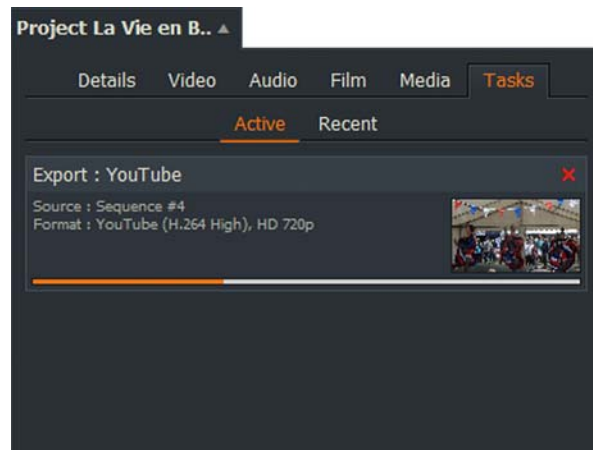 Project La Vie en B..
Details Video Audio Film Media Tasks
Active Recent
Export : YouTube
Source : Sequence #4
Format : YouTube (H.264 High), HD 720p